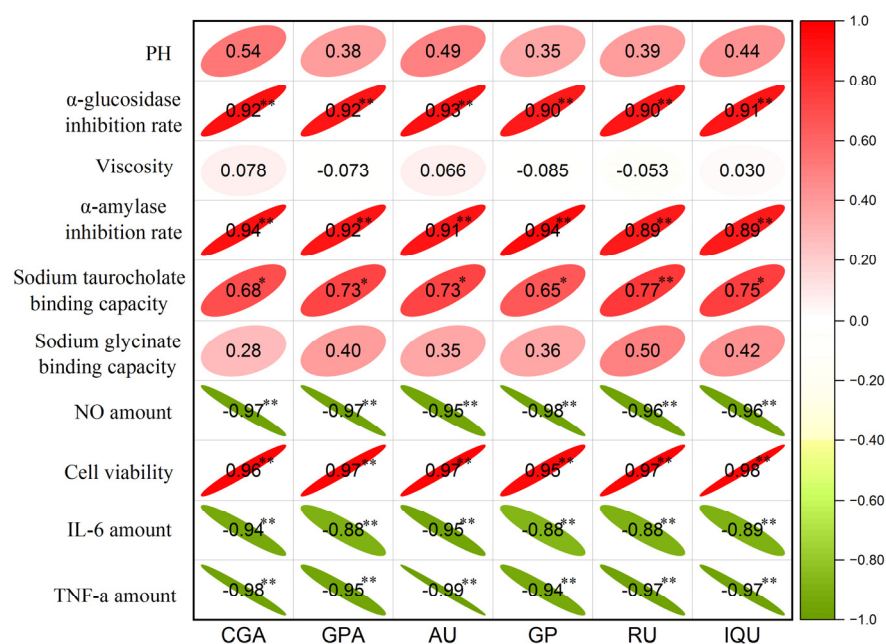 PH 0.54 0.38 0.49 0.35 0.39 0.44
α-glucosidase
inhibition rate 0.92** 0.92** 0.93** 0.90** 0.90** 0.91**
Viscosity 0.078 -0.073 0.066 -0.085 -0.053 0.030
α-amylase
inhibition rate 0.94** 0.92** 0.91** 0.94** 0.89** 0.89**
Sodium taurocholate
binding capacity 0.68* 0.73* 0.73* 0.65* 0.77** 0.75*
Sodium glycinate
binding capacity 0.28 0.40 0.35 0.36 0.50 0.42
NO amount -0.97** -0.97** -0.95** -0.98** -0.96** -0.96**
Cell viability 0.96** 0.97** 0.97** 0.95** 0.97** 0.98**
IL-6 amount -0.94** -0.88** -0.95** -0.88** -0.88** -0.89**
TNF-a amount -0.98** -0.95** -0.99** -0.94** -0.97** -0.97**
CGA GPA AU GP RU IQU
1.0
0.80
0.60
0.40
0.20
0.0
-0.20
-0.40
-0.60
-0.80
-1.0